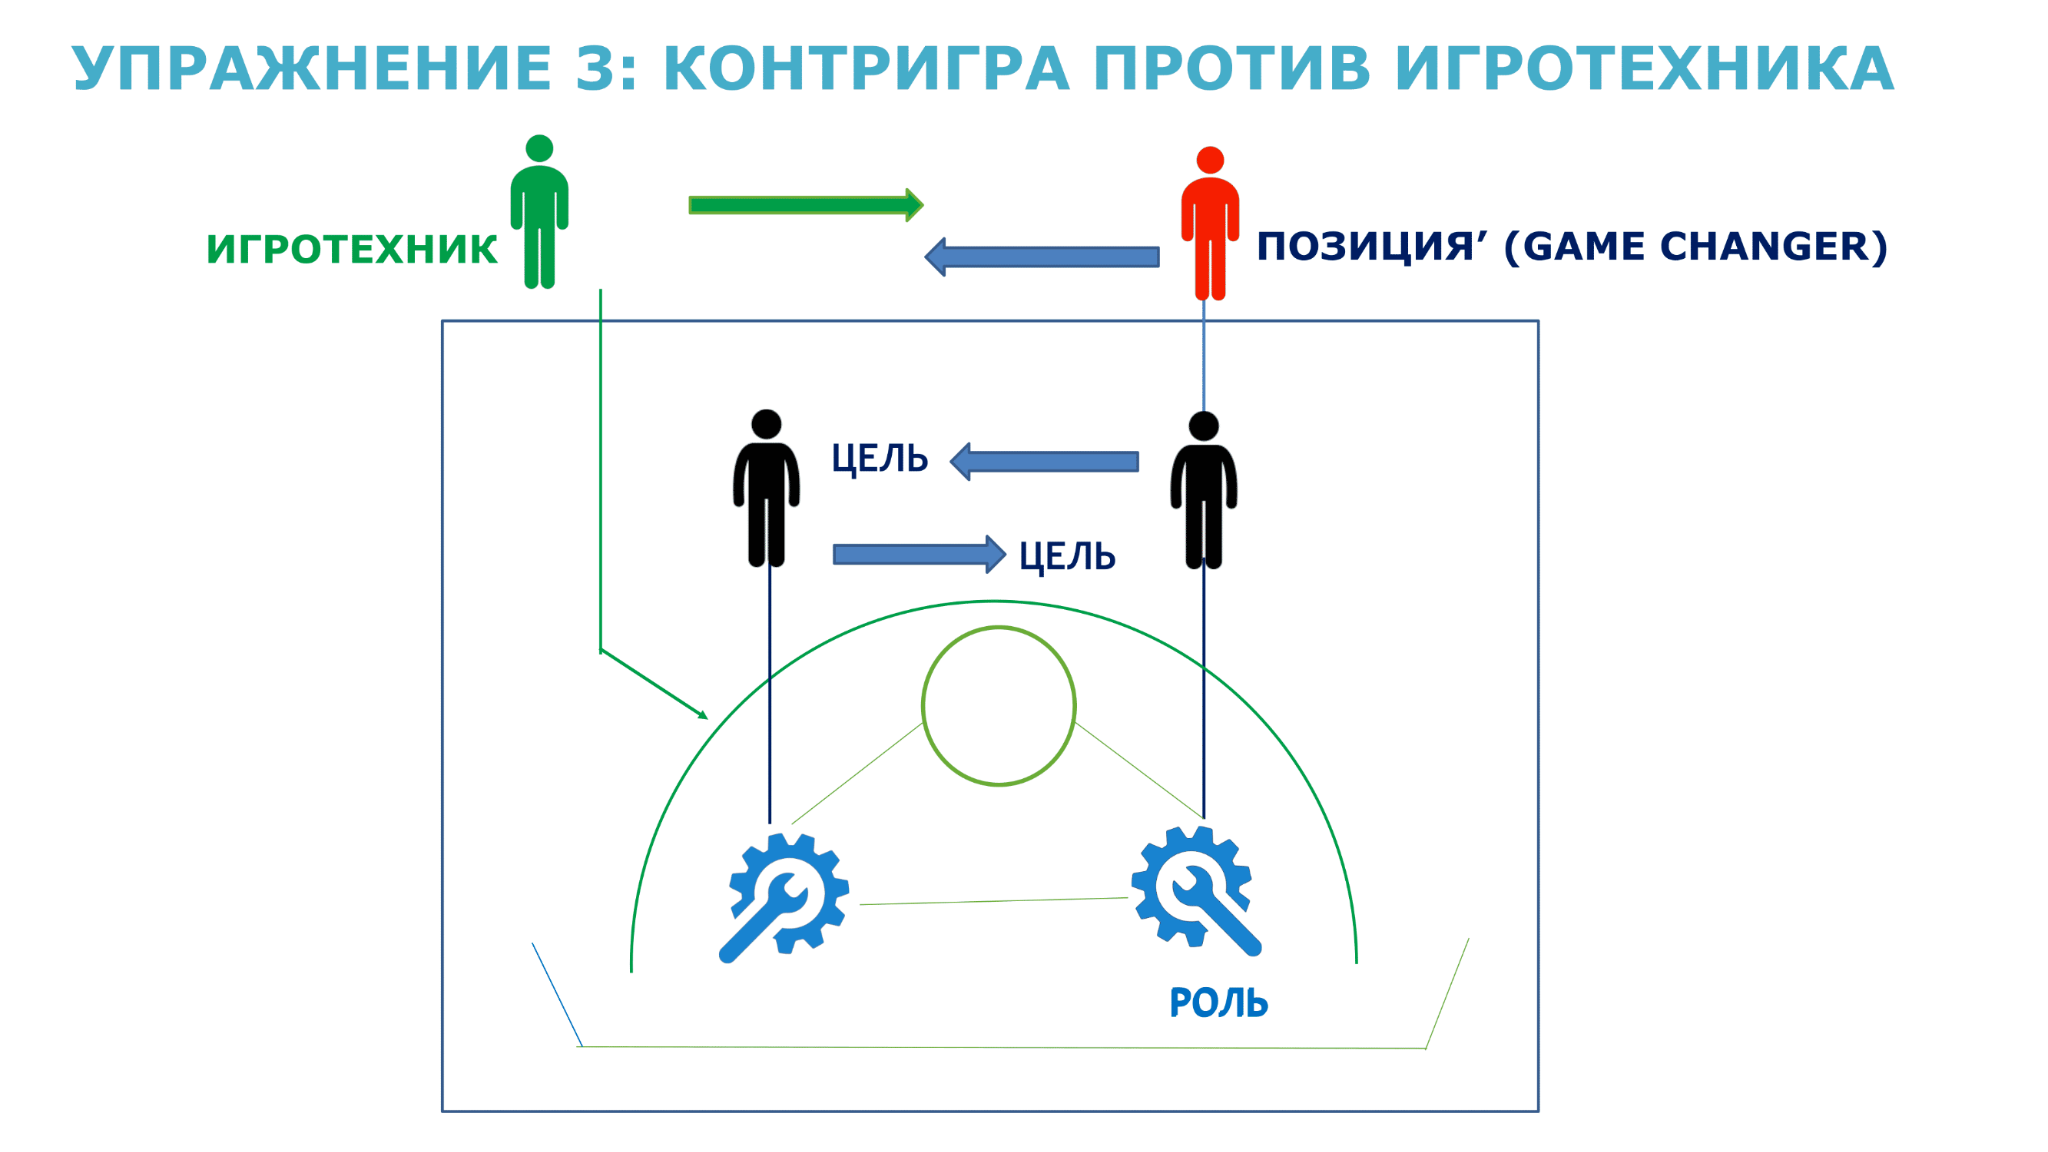 УПРАЖНЕНИЕ 3: КОНТРИГРА ПРОТИВ ИГРОТЕХНИКА
ИГРОТЕХНИК
ПОЗИЦИЯ’ (GAME CHANGER)
ЦЕЛЬ
ЦЕЛЬ
РОЛЬ